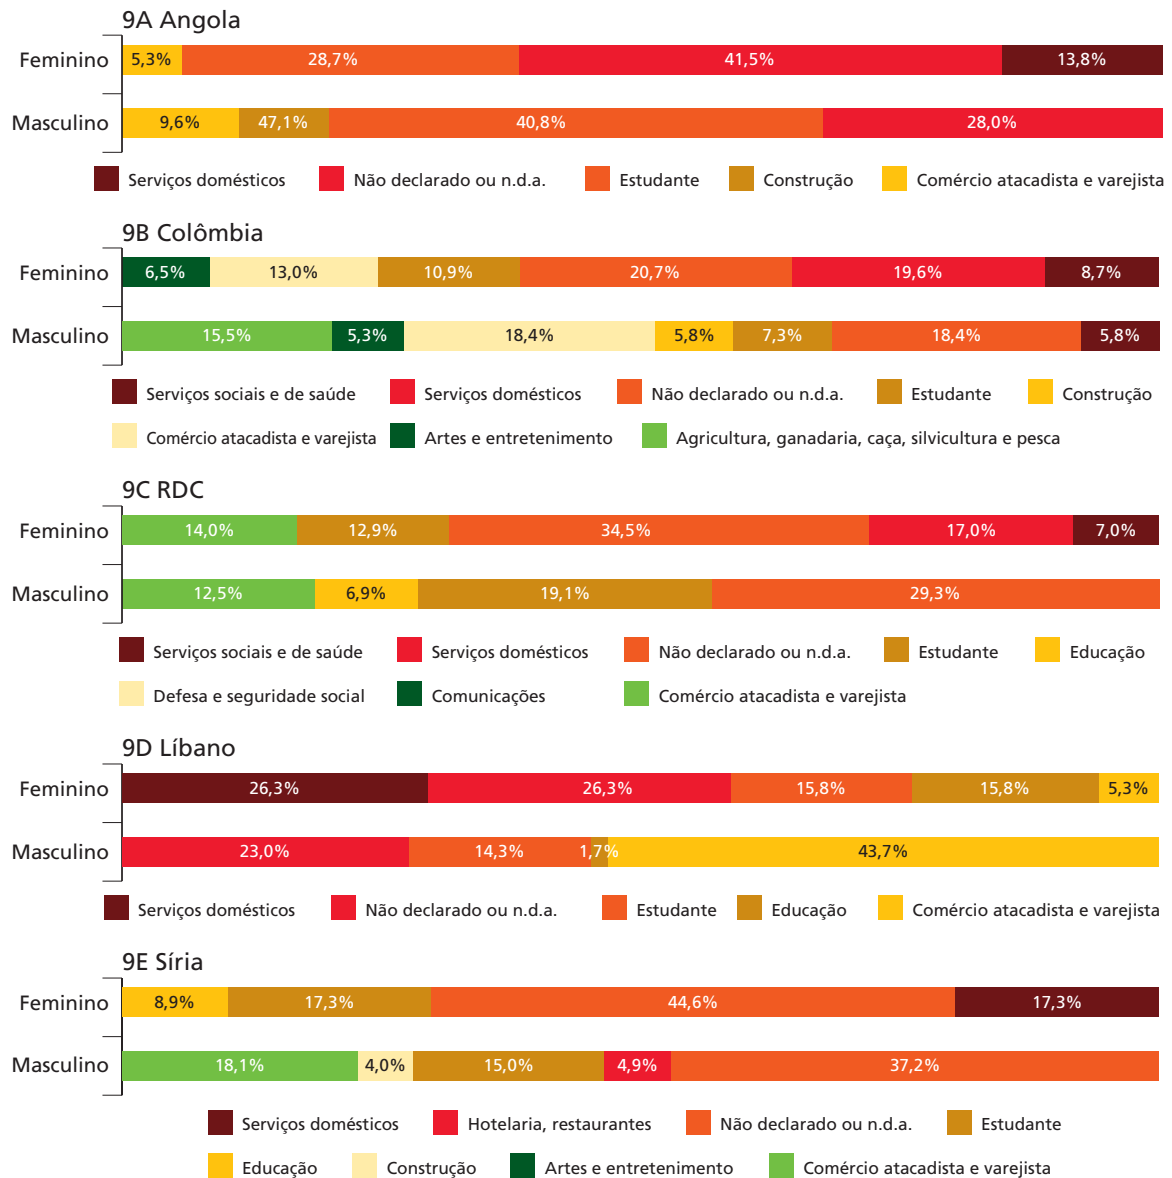 9A Angola
Feminino 5,3% 28,7% 41,5% 13,8%
Masculino 9,6% 47,1% 40,8% 28,0%
Serviços domésticos Não declarado ou n.d.a. Estudante Construção Comércio atacadista e varejista
9B Colômbia
Feminino 6,5% 13,0% 10,9% 20,7% 19,6% 8,7%
Masculino 15,5% 5,3% 18,4% 5,8% 7,3% 18,4% 5,8%
Serviços sociais e de saúde Serviços domésticos Não declarado ou n.d.a. Estudante Construção
Comércio atacadista e varejista Artes e entretenimento Agricultura, ganadaria, caça, silvicultura e pesca
9C RDC
Feminino 14,0% 12,9% 34,5% 17,0% 7,0%
Masculino 12,5% 6,9% 19,1% 29,3%
Serviços sociais e de saúde Serviços domésticos Não declarado ou n.d.a. Estudante Educação
Defesa e seguridade social Comunicações Comércio atacadista e varejista
9D Líbano
Feminino 26,3% 26,3% 15,8% 15,8% 5,3%
Masculino 23,0% 14,3% 1,7% 43,7%
Serviços domésticos Não declarado ou n.d.a. Estudante Educação Comércio atacadista e varejista
9E Síria
Feminino 8,9% 17,3% 44,6% 17,3%
Masculino 18,1% 4,0% 15,0% 4,9% 37,2%
Serviços domésticos Hotelaria, restaurantes Não declarado ou n.d.a. Estudante
Educação Construção Artes e entretenimento Comércio atacadista e varejista